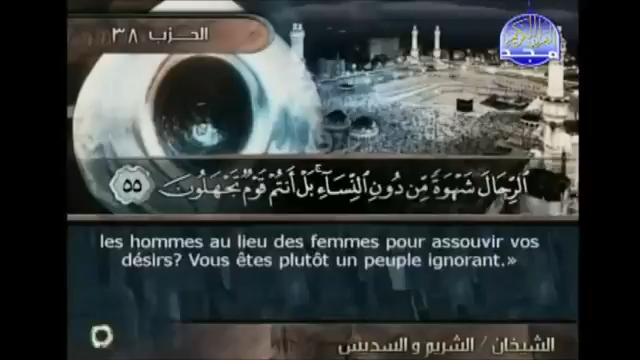 الحزب ٣٨
الرِّجَالَ شَهْوَةً مِّن دُونِ النِّسَاءِ ۚ بَلْ أَنتُمْ قَوْمٌ تَجْهَلُونَ ٥٥
les hommes au lieu des femmes pour assouvir vos
désirs? Vous êtes plutôt un peuple ignorant.»
الشيخان / الشريم و السديس